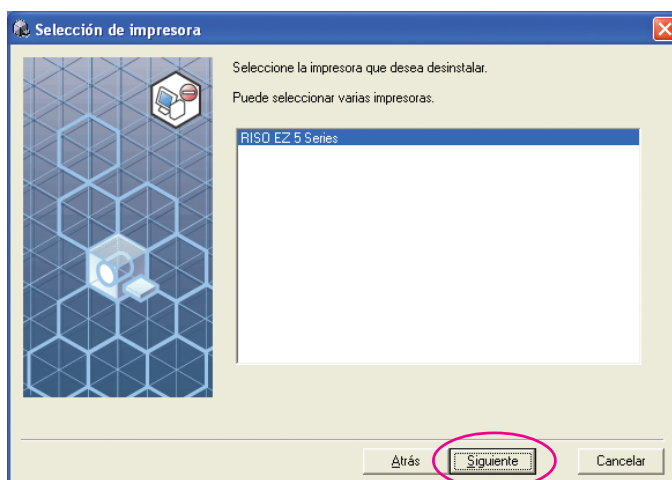 Selección de impresora
Seleccione la impresora que desea desinstalar.
Puede seleccionar varias impresoras.
RISO EZ 5 Series
Atrás
Siguiente
Cancelar